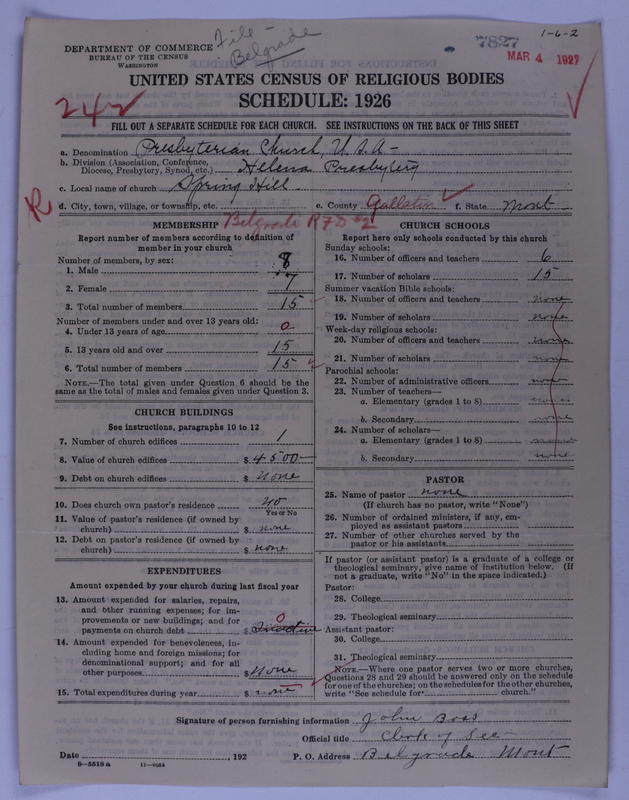 File -
Belgrade
1-6-2
7827
MAR 4 1927
DEPARTMENT OF COMMERCE
BUREAU OF THE CENSUS
WASHINGTON
UNITED STATES CENSUS OF RELIGIOUS BODIES
SCHEDULE: 1926
242
FILL OUT A SEPARATE SCHEDULE FOR EACH CHURCH. SEE INSTRUCTIONS ON THE BACK OF THIS SHEET
a. Denomination Presbyterian Church, U.S.A-
b. Division (Association, Conference, Diocese, Presbytery, Synod, etc.) Helena Presbytery
c. Local name of church Spring Hill
d. City, town, village, or township, etc. e. County Gallatin f. State Mont
R
Belgrade RFD #2
MEMBERSHIP
Report number of members according to definition of
member in your church
Number of members, by sex:
1. Male 8
2. Female 7
3. Total number of members 15
Number of members under and over 13 years old:
4. Under 13 years of age 0
5. 13 years old and over 15
6. Total number of members 15
NOTE.—The total given under Question 6 should be the
same as the total of males and females given under Question 3.
CHURCH BUILDINGS
See instructions, paragraphs 10 to 12
7. Number of church edifices 1
8. Value of church edifices $ 4500-
9. Debt on church edifices $ None
10. Does church own pastor's residence no
Yes or No
11. Value of pastor's residence (if owned by
church) $ none
12. Debt on pastor's residence (if owned by
church) $ none
EXPENDITURES
Amount expended by your church during last fiscal year
13. Amount expended for salaries, repairs,
and other running expenses; for im-
provements or new buildings; and for
payments on church debt $ 0
14. Amount expended for benevolences, in-
cluding home and foreign missions; for
denominational support; and for all
other purposes $ None
15. Total expenditures during year $ none
CHURCH SCHOOLS
Report here only schools conducted by this church
Sunday schools:
16. Number of officers and teachers 6
17. Number of scholars 15
Summer vacation Bible schools:
18. Number of officers and teachers none
19. Number of scholars none
Week-day religious schools:
20. Number of officers and teachers none
21. Number of scholars none
Parochial schools:
22. Number of administrative officers none
23. Number of teachers—
a. Elementary (grades 1 to 8)
b. Secondary none
24. Number of scholars—
a. Elementary (grades 1 to 8)
b. Secondary none
PASTOR
25. Name of pastor none
(If church has no pastor, write "None")
26. Number of ordained ministers, if any, em-
ployed as assistant pastors
27. Number of other churches served by the
pastor or his assistants
If pastor (or assistant pastor) is a graduate of a college or
theological seminary, give name of institution below. (If
not a graduate, write "No" in the space indicated.)
Pastor:
28. College
29. Theological seminary
Assistant pastor:
30. College
31. Theological seminary
NOTE.—Where one pastor serves two or more churches,
Questions 28 and 29 should be answered only on the schedule
for one of the churches; on the schedules for the other churches,
write "See schedule for church."
Signature of person furnishing information John Boss
Official title Clerk of See-
Date , 192 P. O. Address Belgrade Mont
8—5518 a 11—9154